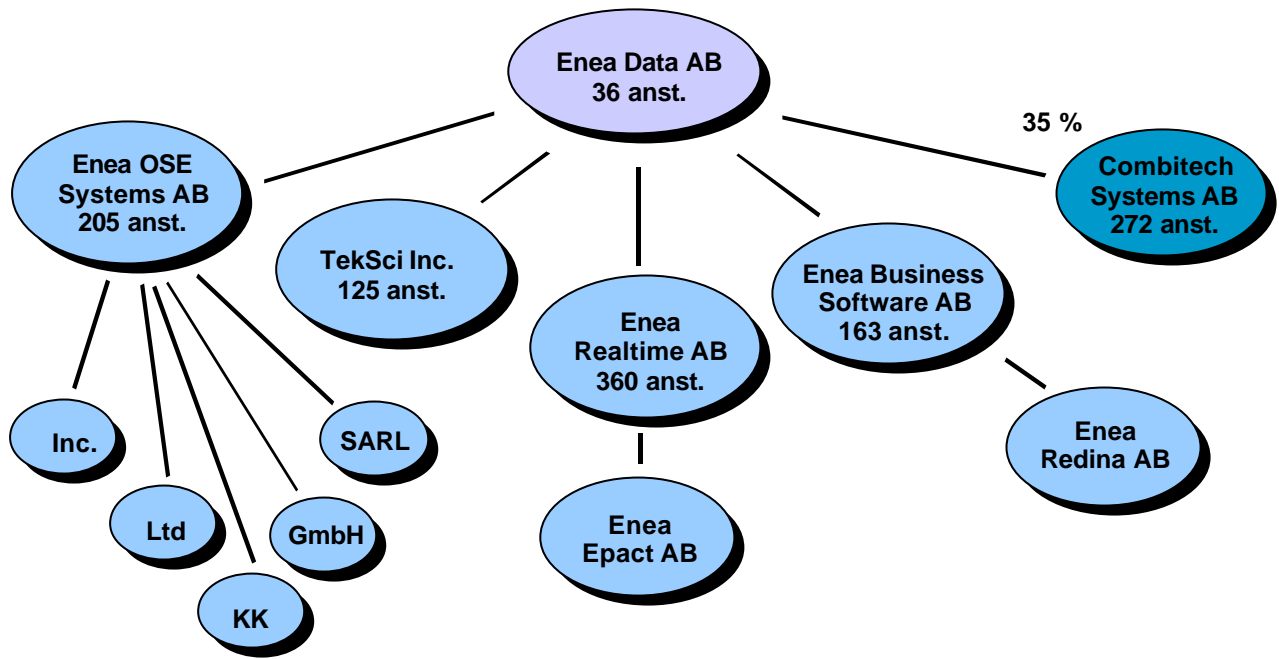 Enea Data AB
36 anst.
35 %
Enea OSE
Systems AB
205 anst.
TekSci Inc.
125 anst.
Enea
Realtime AB
360 anst.
Enea Business
Software AB
163 anst.
Combitech
Systems AB
272 anst.
Inc.
Ltd
KK
GmbH
SARL
Enea
Epact AB
Enea
Redina AB